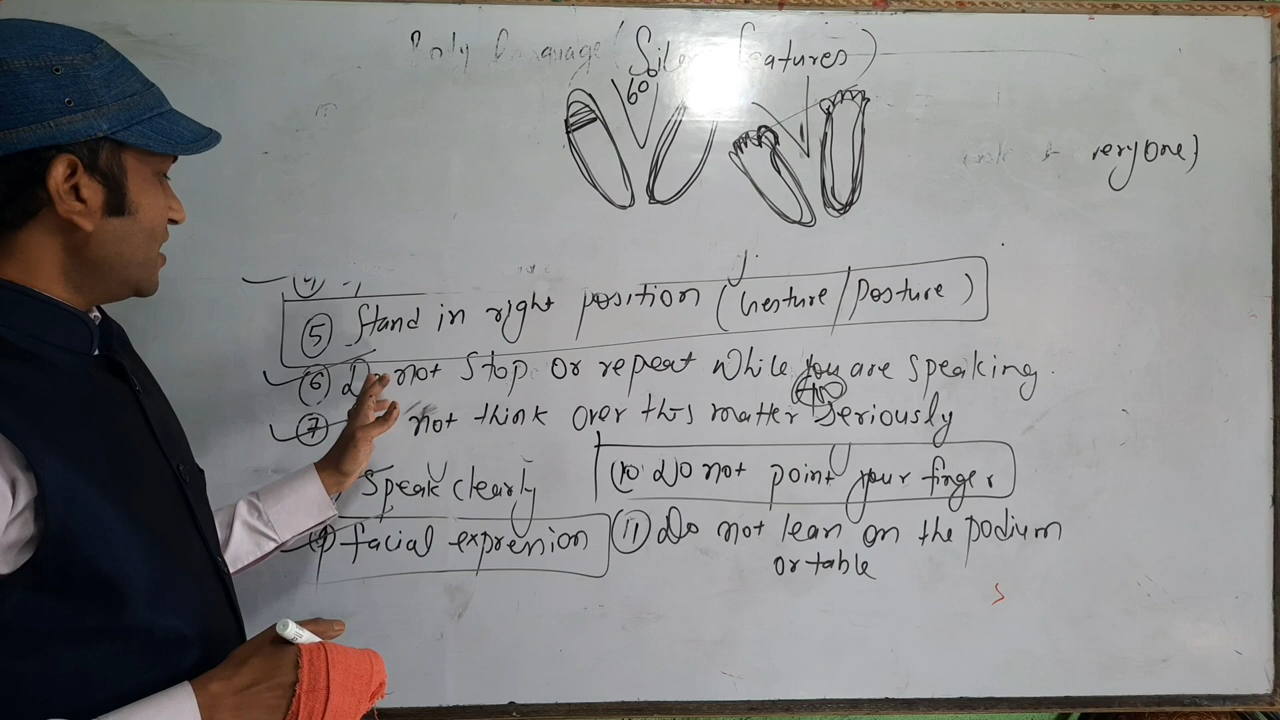 Body Language (Silent features)
60°
veryone)
(4)
(5) Stand in right position (Gesture/Posture)
(6) Do not stop or repeat while you are speaking.
(7) not think over this matter seriously
Speak clearly
(10) Do not point your finger
(9) facial expression
(11) Do not lean on the podium
or table